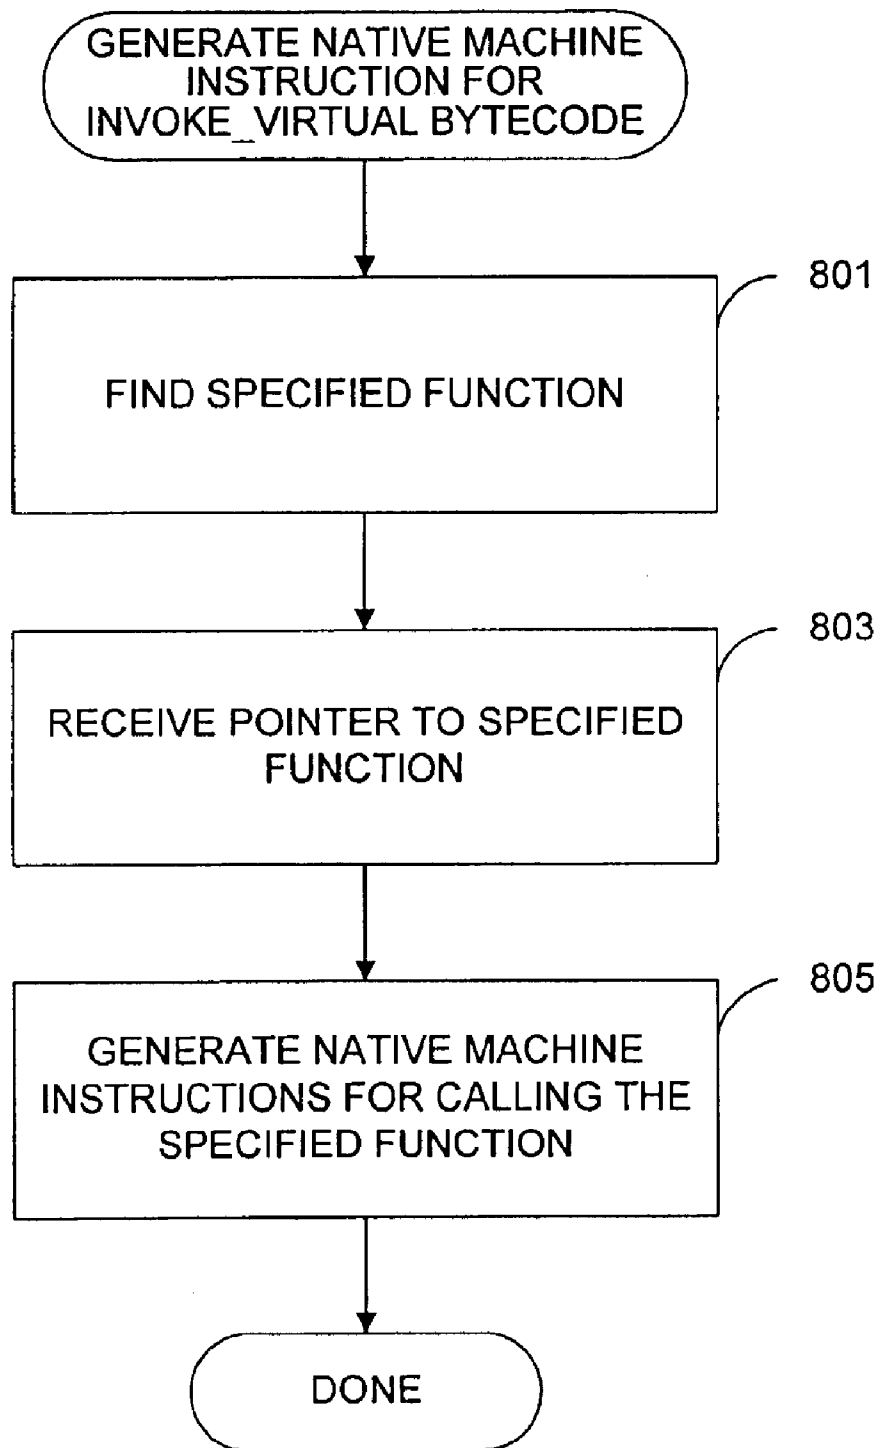 GENERATE NATIVE MACHINE
INSTRUCTION FOR
INVOKE_VIRTUAL BYTECODE
801
FIND SPECIFIED FUNCTION
803
RECEIVE POINTER TO SPECIFIED
FUNCTION
805
GENERATE NATIVE MACHINE
INSTRUCTIONS FOR CALLING THE
SPECIFIED FUNCTION
DONE